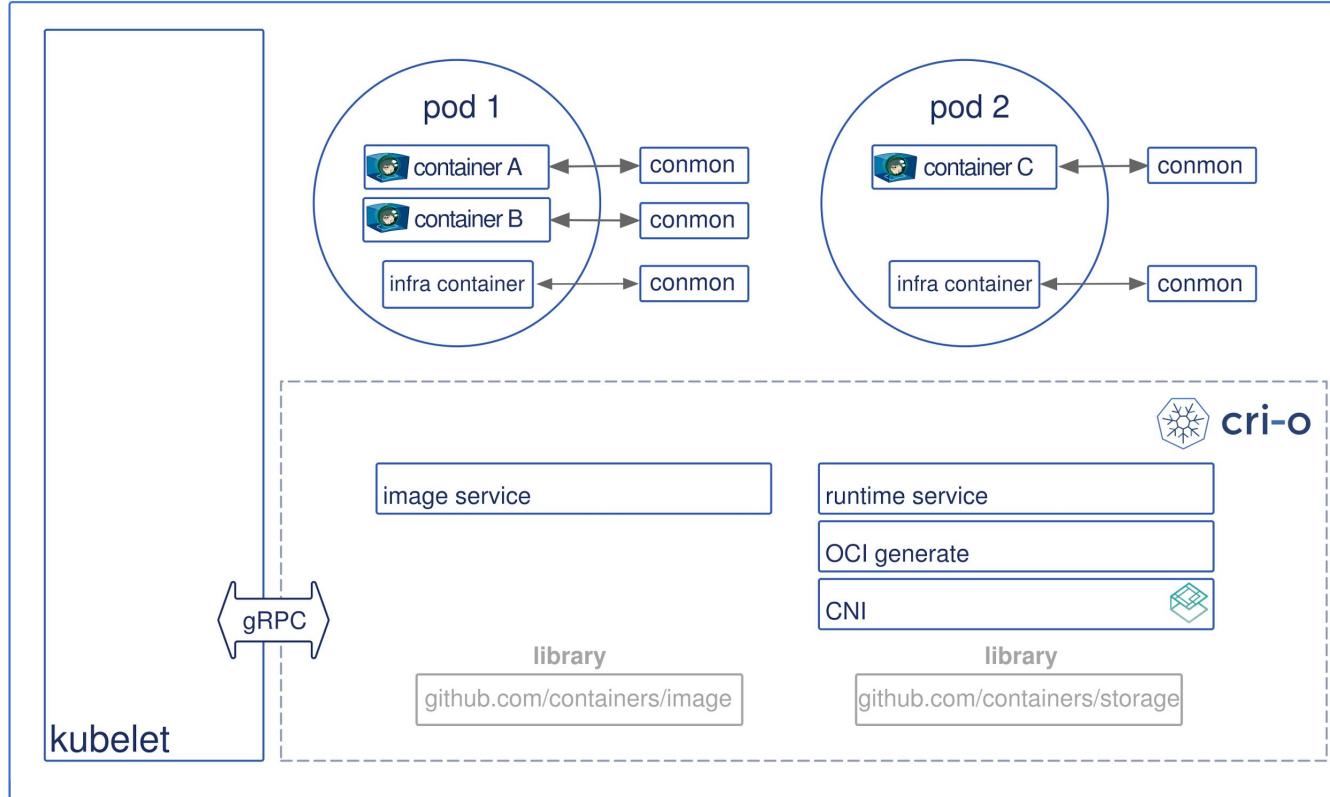 pod 1
container A
conmon
container B
conmon
infra container
conmon
pod 2
container C
conmon
infra container
conmon
cri-o
image service
runtime service
OCI generate
CNI
gRPC
library
github.com/containers/image
library
github.com/containers/storage
kubelet